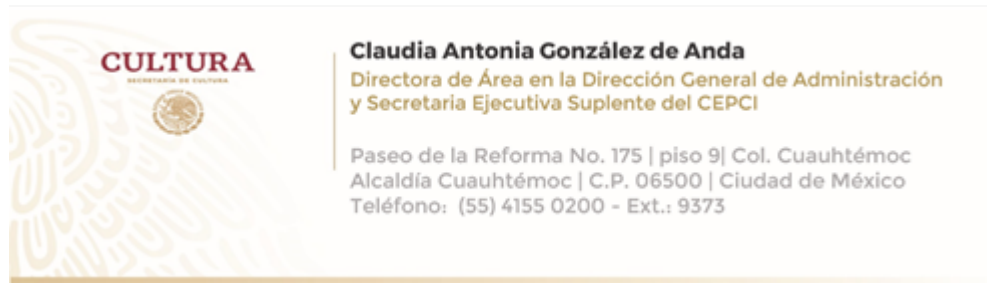 CULTURA
SECRETARÍA DE CULTURA
Claudia Antonia González de Anda
Directora de Área en la Dirección General de Administración
y Secretaria Ejecutiva Suplente del CEPCI
Paseo de la Reforma No. 175 | piso 9| Col. Cuauhtémoc
Alcaldía Cuauhtémoc | C.P. 06500 | Ciudad de México
Teléfono: (55) 4155 0200 - Ext.: 9373